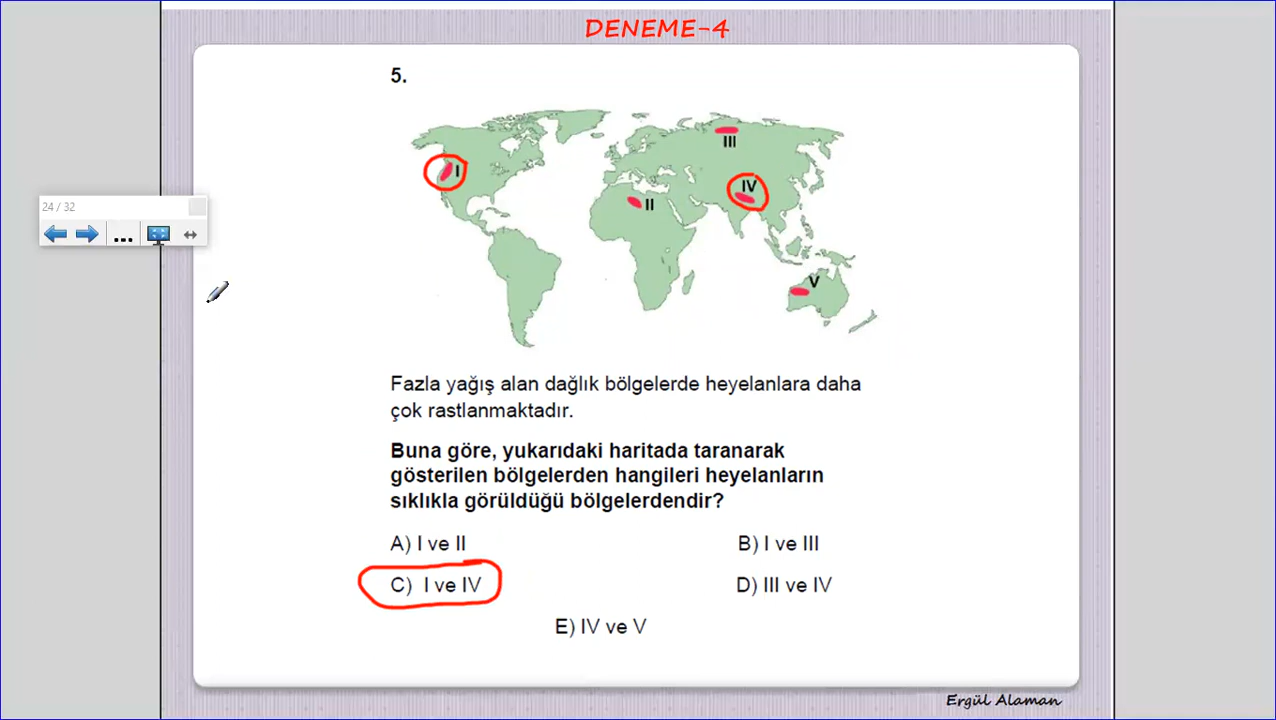 DENEME-4
5.
III
I
IV
II
V
24 / 32
...
Fazla yağış alan dağlık bölgelerde heyelanlara daha
çok rastlanmaktadır.
Buna göre, yukarıdaki haritada taranarak
gösterilen bölgelerden hangileri heyelanların
sıklıkla görüldüğü bölgelerdendir?
A) I ve II
B) I ve III
C) I ve IV
D) III ve IV
E) IV ve V
Ergül Alaman